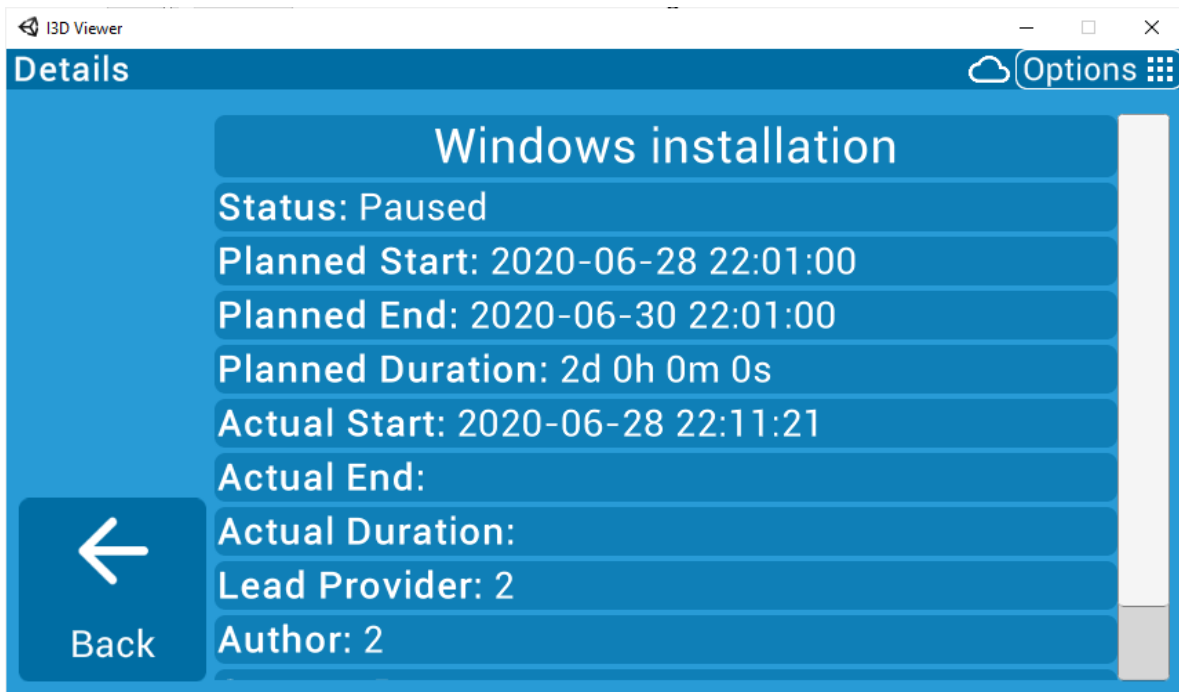 I3D Viewer
Details
Options
Windows installation
Status: Paused
Planned Start: 2020-06-28 22:01:00
Planned End: 2020-06-30 22:01:00
Planned Duration: 2d 0h 0m 0s
Actual Start: 2020-06-28 22:11:21
Actual End:
Actual Duration:
Lead Provider: 2
Author: 2
Back